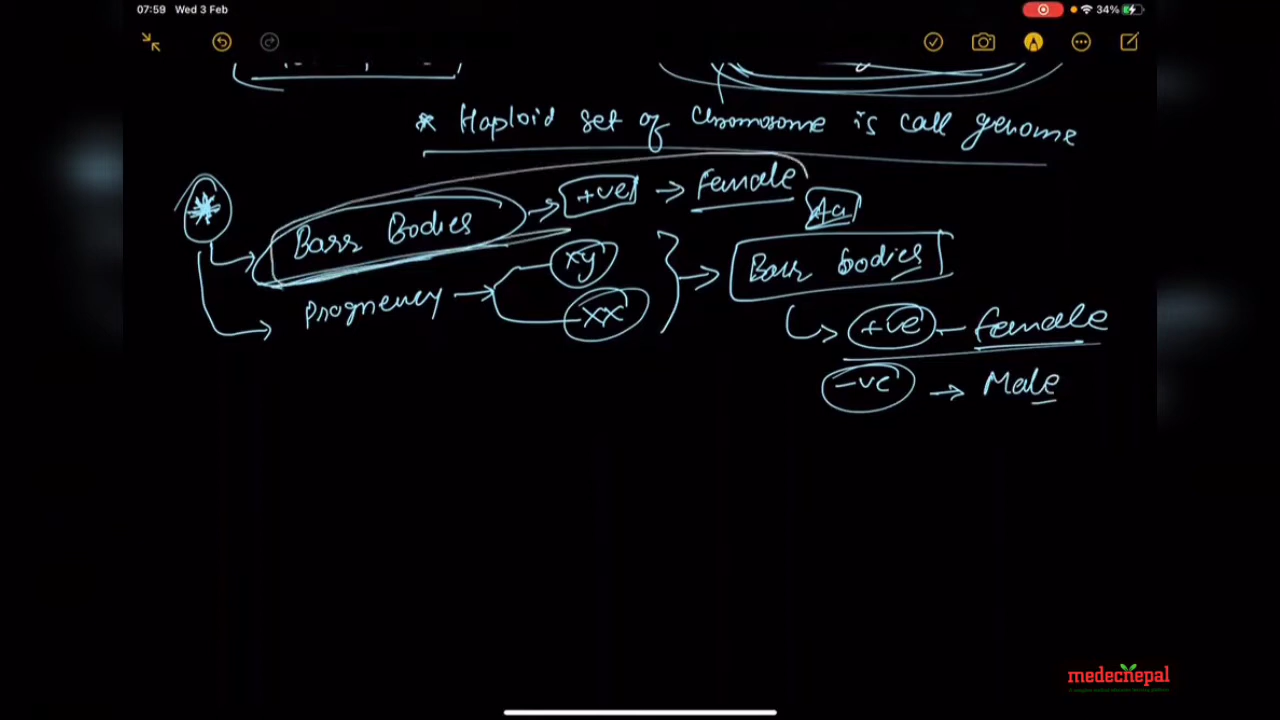 07:59 Wed 3 Feb 34%
* Haploid set of chromosome is call genome
* Barr Bodies → +ve → Female
Pregnency → xy
xx
Barr bodies
+ve - female
-ve → Male
medecnepal